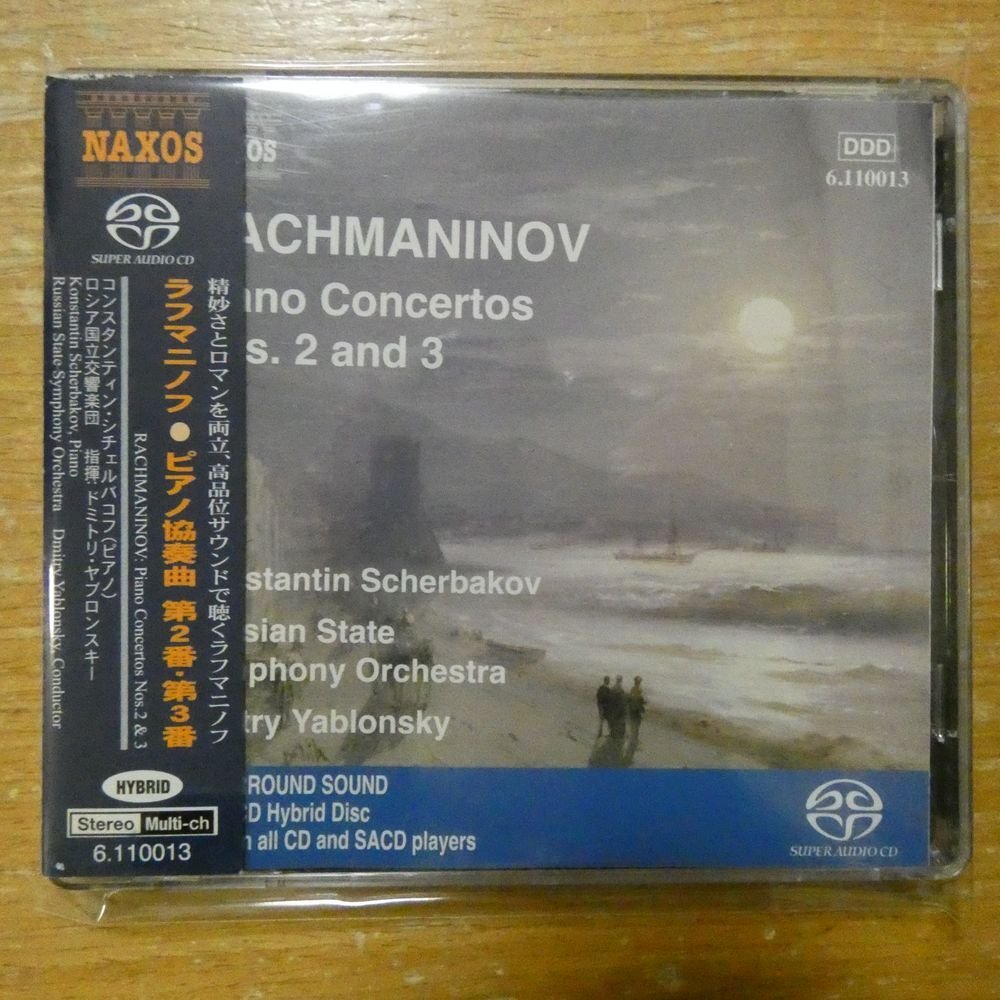 NAXOS
SUPER AUDIO CD
精妙さとロマンを両立、高品位サウンドで聴くラフマニノフ
ラフマニノフ●ピアノ協奏曲 第2番・第3番
RACHMANINOV: Piano Concertos Nos.2 & 3
コンスタンティン・シチェルバコフ(ピアノ)
ロシア国立交響楽団 指揮:ドミトリ・ヤブロンスキー
Konstantin Scherbakov, Piano
Russian State Symphony Orchestra Dmitry Yablonsky, Conductor
HYBRID
Stereo Multi-ch
6.110013
OS
DDD
6.110013
ACHMANINOV
ano Concertos
s. 2 and 3
nstantin Scherbakov
sian State
phony Orchestra
try Yablonsky
ROUND SOUND
CD Hybrid Disc
n all CD and SACD players
SUPER AUDIO CD